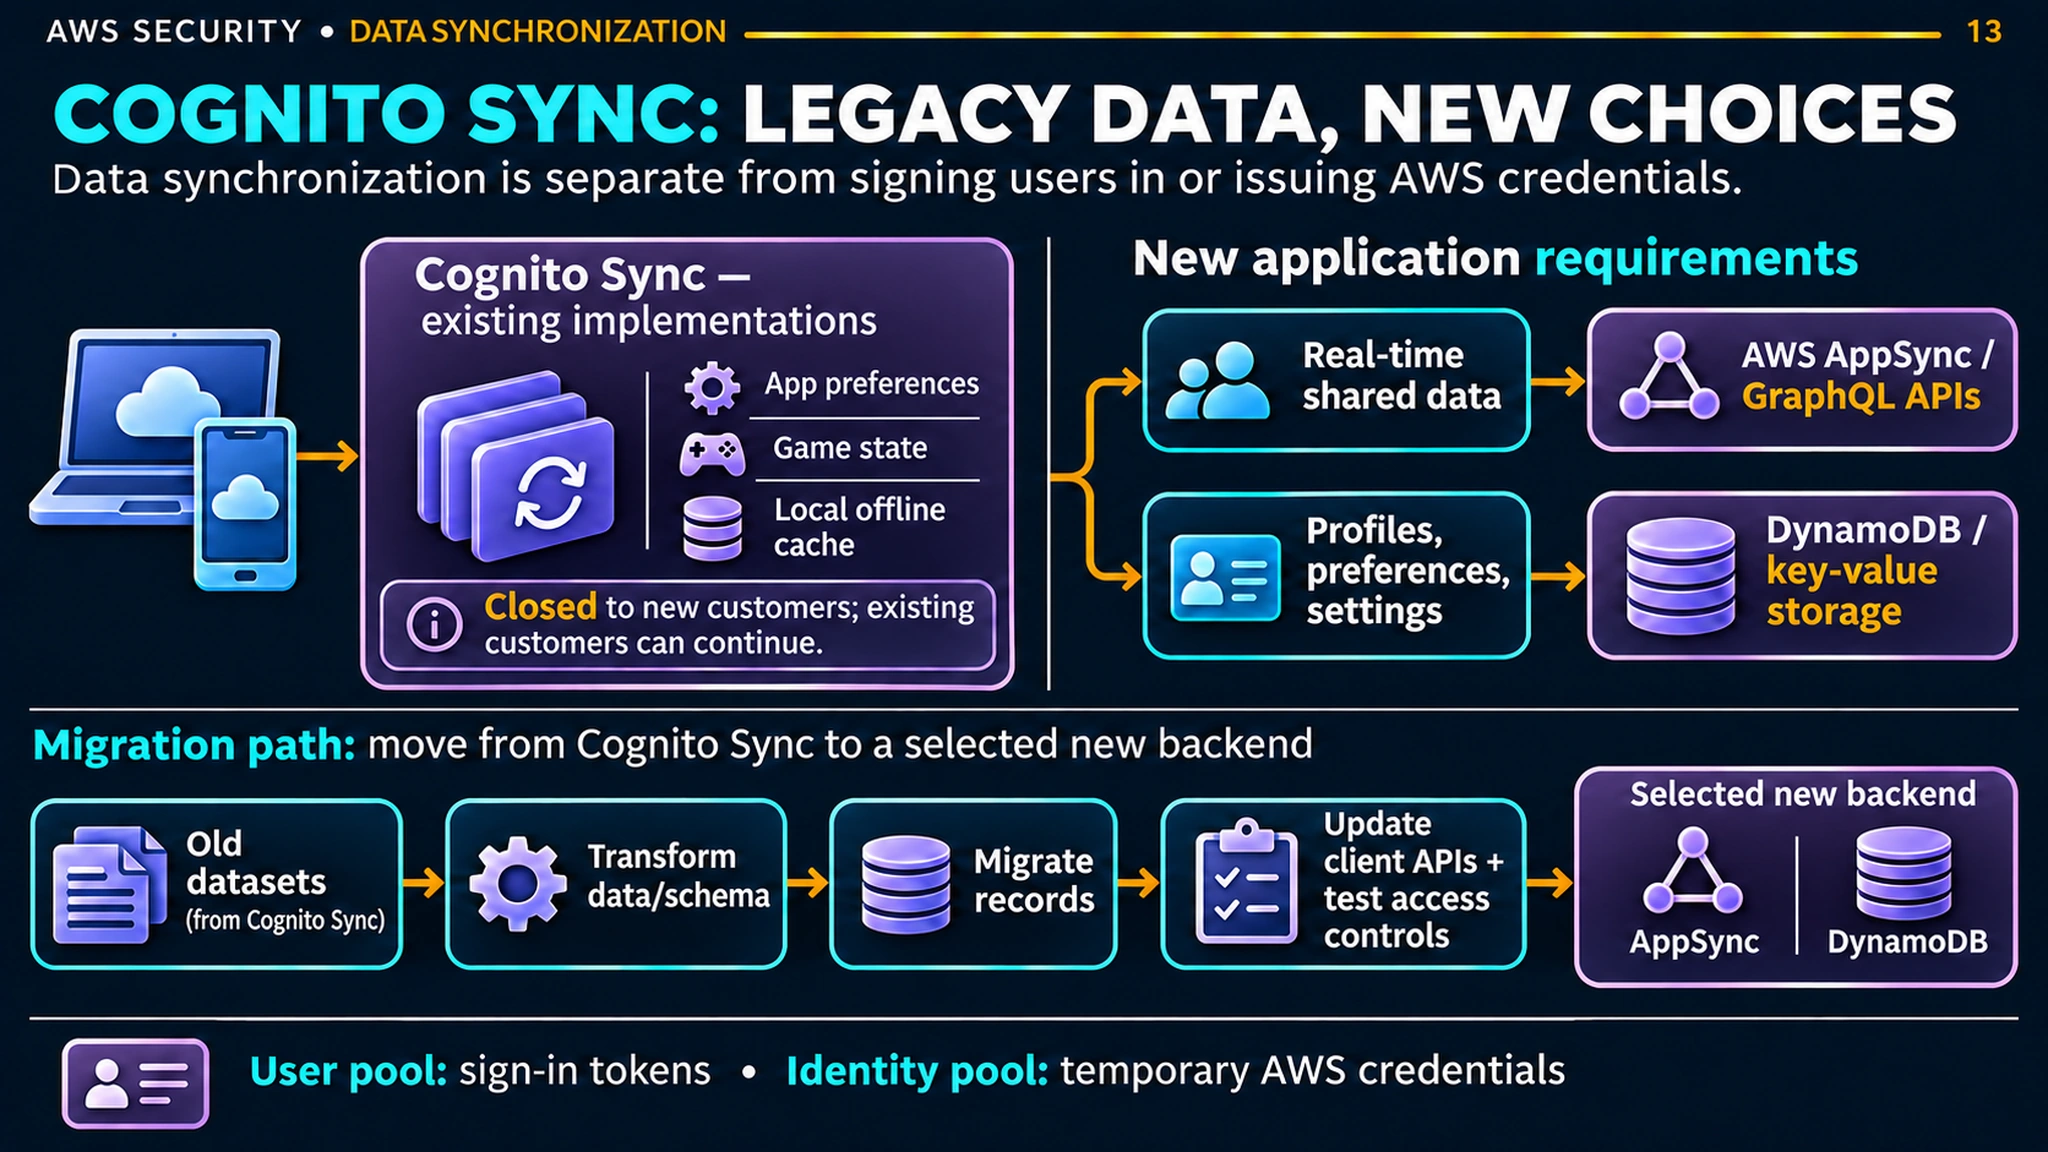 AWS SECURITY • DATA SYNCHRONIZATION
13
COGNITO SYNC: LEGACY DATA, NEW CHOICES
Data synchronization is separate from signing users in or issuing AWS credentials.
Cognito Sync –
existing implementations
App preferences
Game state
Local offline
cache
Closed to new customers; existing
customers can continue.
New application requirements
Real-time
shared data
AWS AppSync /
GraphQL APIs
Profiles,
preferences,
settings
DynamoDB /
key-value
storage
Migration path: move from Cognito Sync to a selected new backend
Old
datasets
(from Cognito Sync)
Transform
data/schema
Migrate
records
Update
client APIs +
test access
controls
Selected new backend
AppSync
DynamoDB
User pool: sign-in tokens • Identity pool: temporary AWS credentials